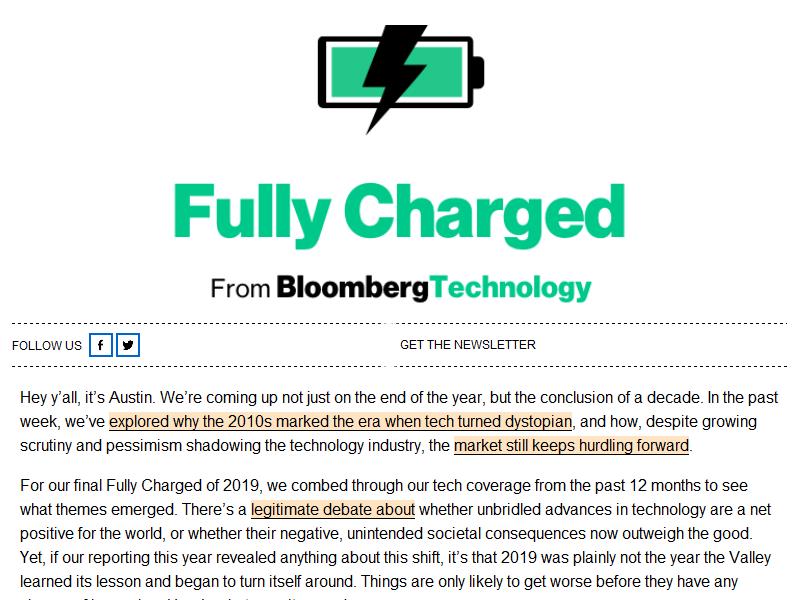 Fully Charged
From BloombergTechnology
FOLLOW US
GET THE NEWSLETTER
Hey y’all, it’s Austin. We’re coming up not just on the end of the year, but the conclusion of a decade. In the past
week, we’ve explored why the 2010s marked the era when tech turned dystopian, and how, despite growing
scrutiny and pessimism shadowing the technology industry, the market still keeps hurdling forward.
For our final Fully Charged of 2019, we combed through our tech coverage from the past 12 months to see
what themes emerged. There’s a legitimate debate about whether unbridled advances in technology are a net
positive for the world, or whether their negative, unintended societal consequences now outweigh the good.
Yet, if our reporting this year revealed anything about this shift, it’s that 2019 was plainly not the year the Valley
learned its lesson and began to turn itself around. Things are only likely to get worse before they have any